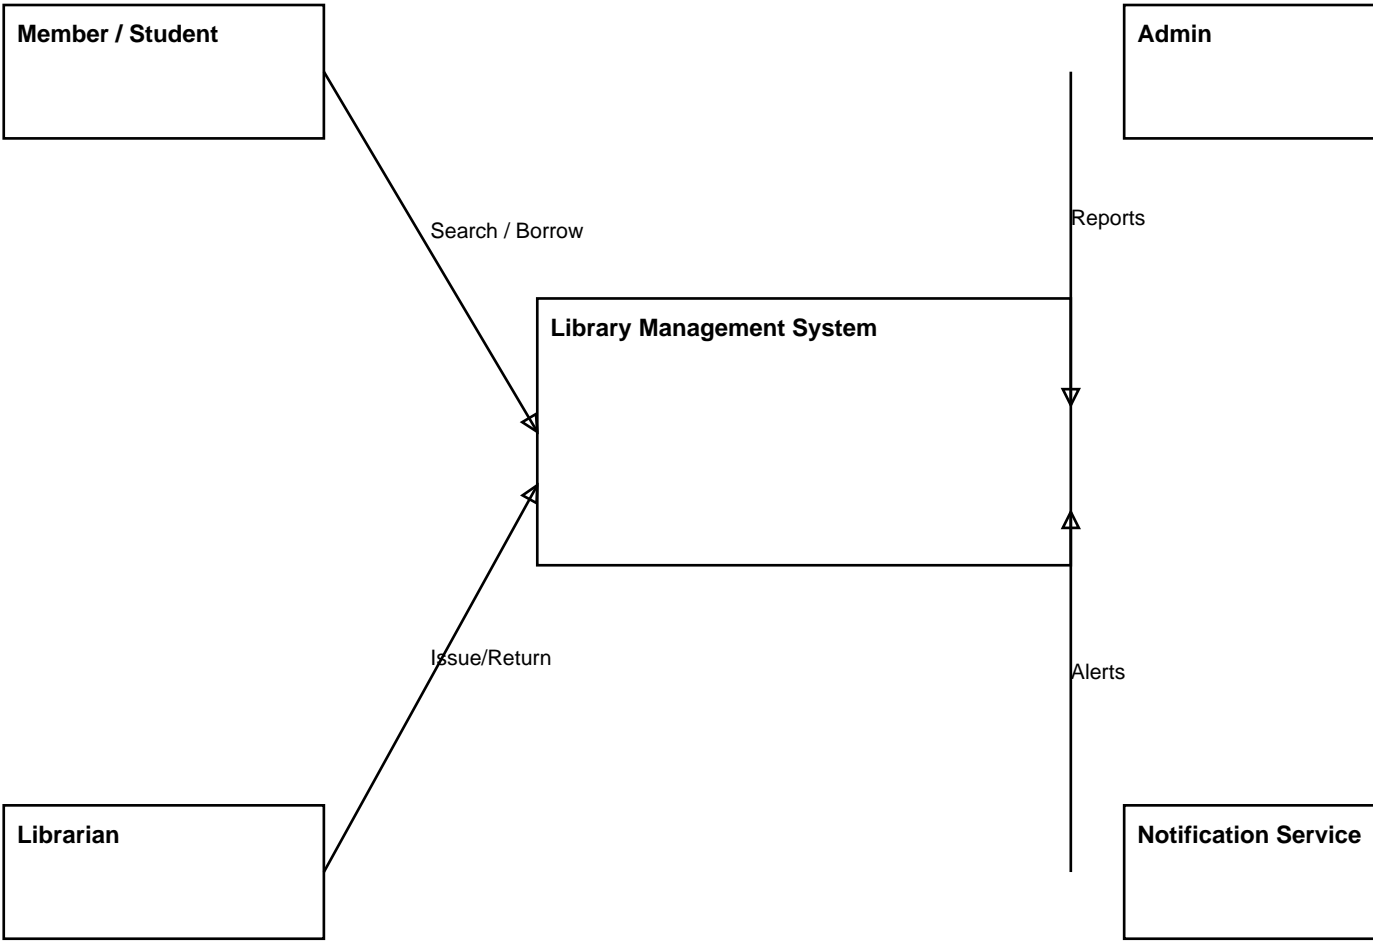 Member / Student
Admin
Search / Borrow
Reports
Library Management System
Issue/Return
Alerts
Librarian
Notification Service